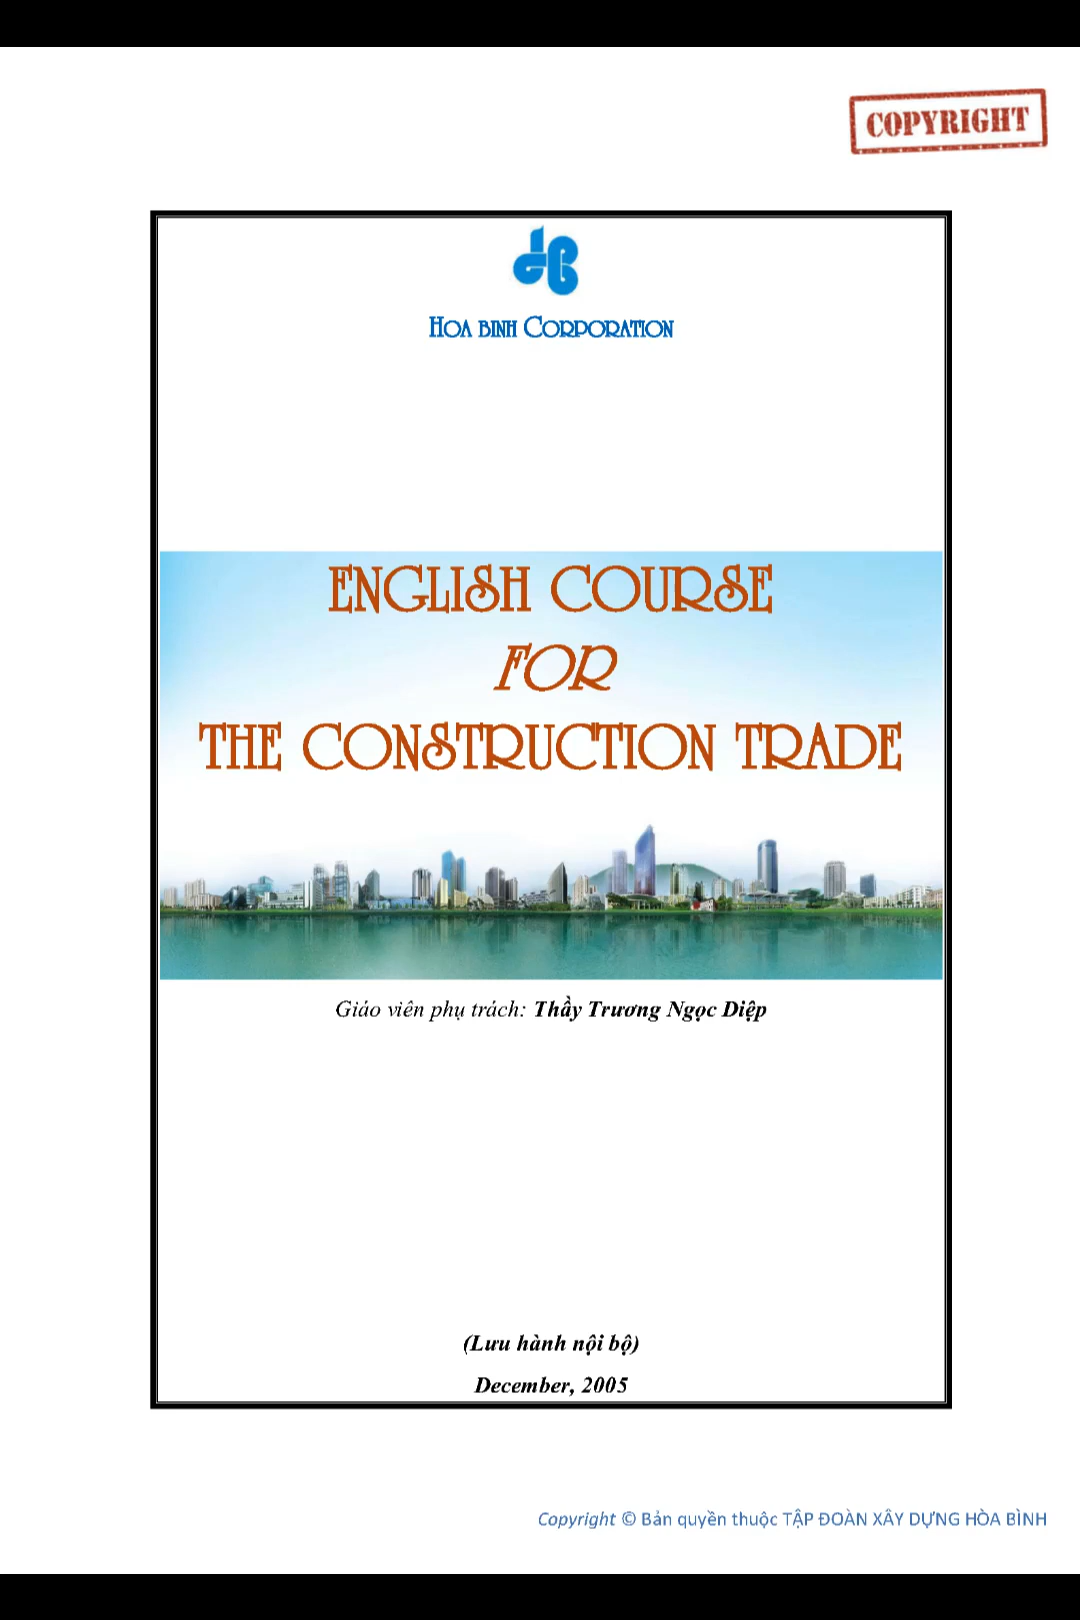 COPYRIGHT
HOA BINH CORPORATION
ENGLISH COURSE
FOR
THE CONSTRUCTION TRADE
Giáo viên phụ trách: Thầy Trương Ngọc Diệp
(Lưu hành nội bộ)
December, 2005
Copyright © Bản quyền thuộc TẬP ĐOÀN XÂY DỰNG HÒA BÌNH